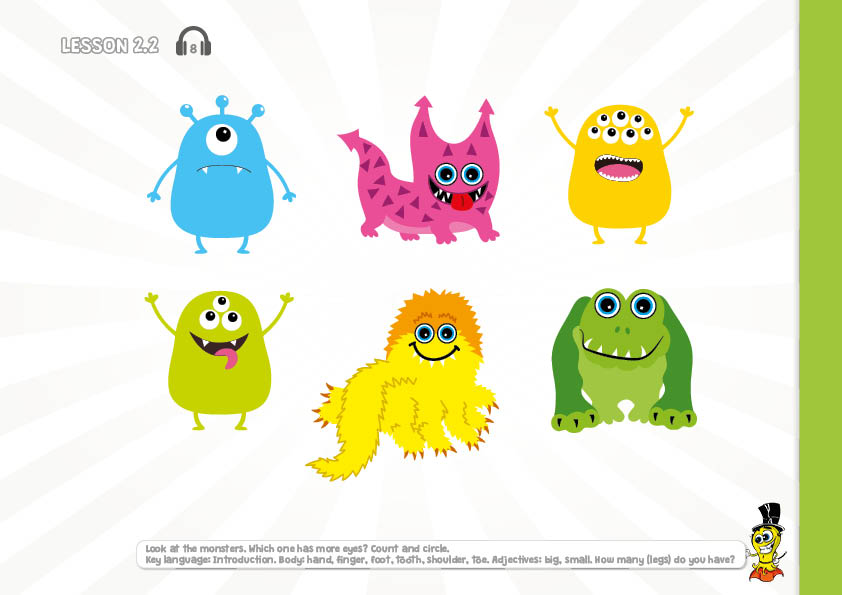 LESSON 2.2
8
Look at the monsters. Which one has more eyes? Count and circle.
Key language: Introduction. Body: hand, finger, foot, tooth, shoulder, toe. Adjectives: big, small. How many (legs) do you have?